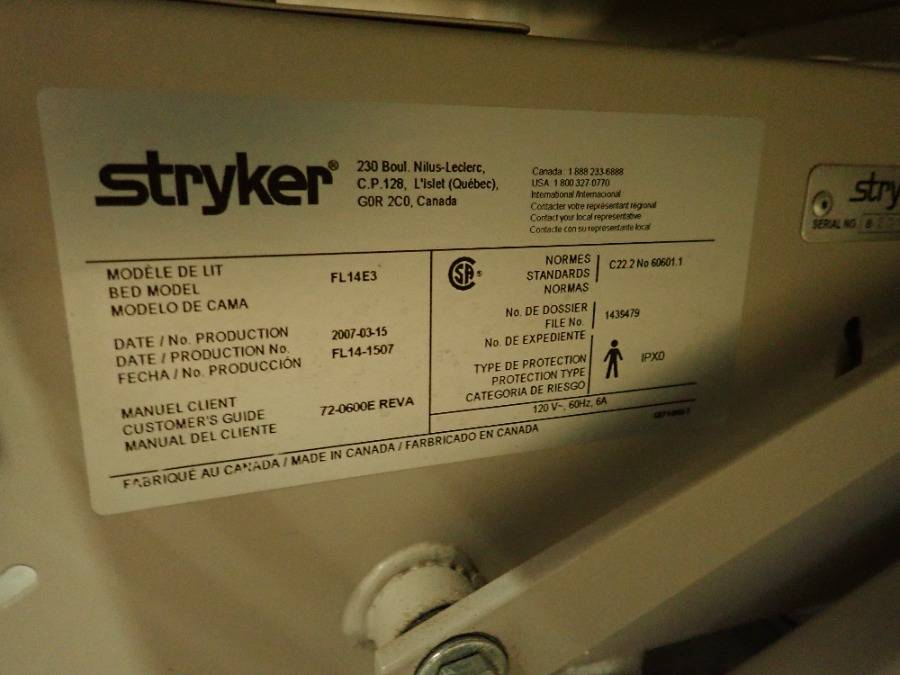 stryker®
230 Boul. Nilus-Leclerc,
C.P.128, L'Islet (Québec),
G0R 2C0, Canada
Canada: 1 888 233-6888
USA 1 800 327 0770
International /Internacional
Contacter votre représentant régional
Contact your local representative
Contacte con su representante local
MODÈLE DE LIT
BED MODEL
MODELO DE CAMA
FL14E3
DATE / No. PRODUCTION
DATE / PRODUCTION No.
FECHA / No. PRODUCCIÓN
2007-03-15
FL14-1507
MANUEL CLIENT
CUSTOMER'S GUIDE
MANUAL DEL CLIENTE
72-0600E REVA
NORMES
STANDARDS
NORMAS
C22.2 No 60601.1
No. DE DOSSIER
FILE No.
No. DE EXPEDIENTE
1435479
TYPE DE PROTECTION
PROTECTION TYPE
CATEGORIA DE RIESGO
IPX0
120 V~, 60Hz, 6A
FABRIQUÉ AU CANADA / MADE IN CANADA / FARBRICADO EN CANADA
SERIAL NO